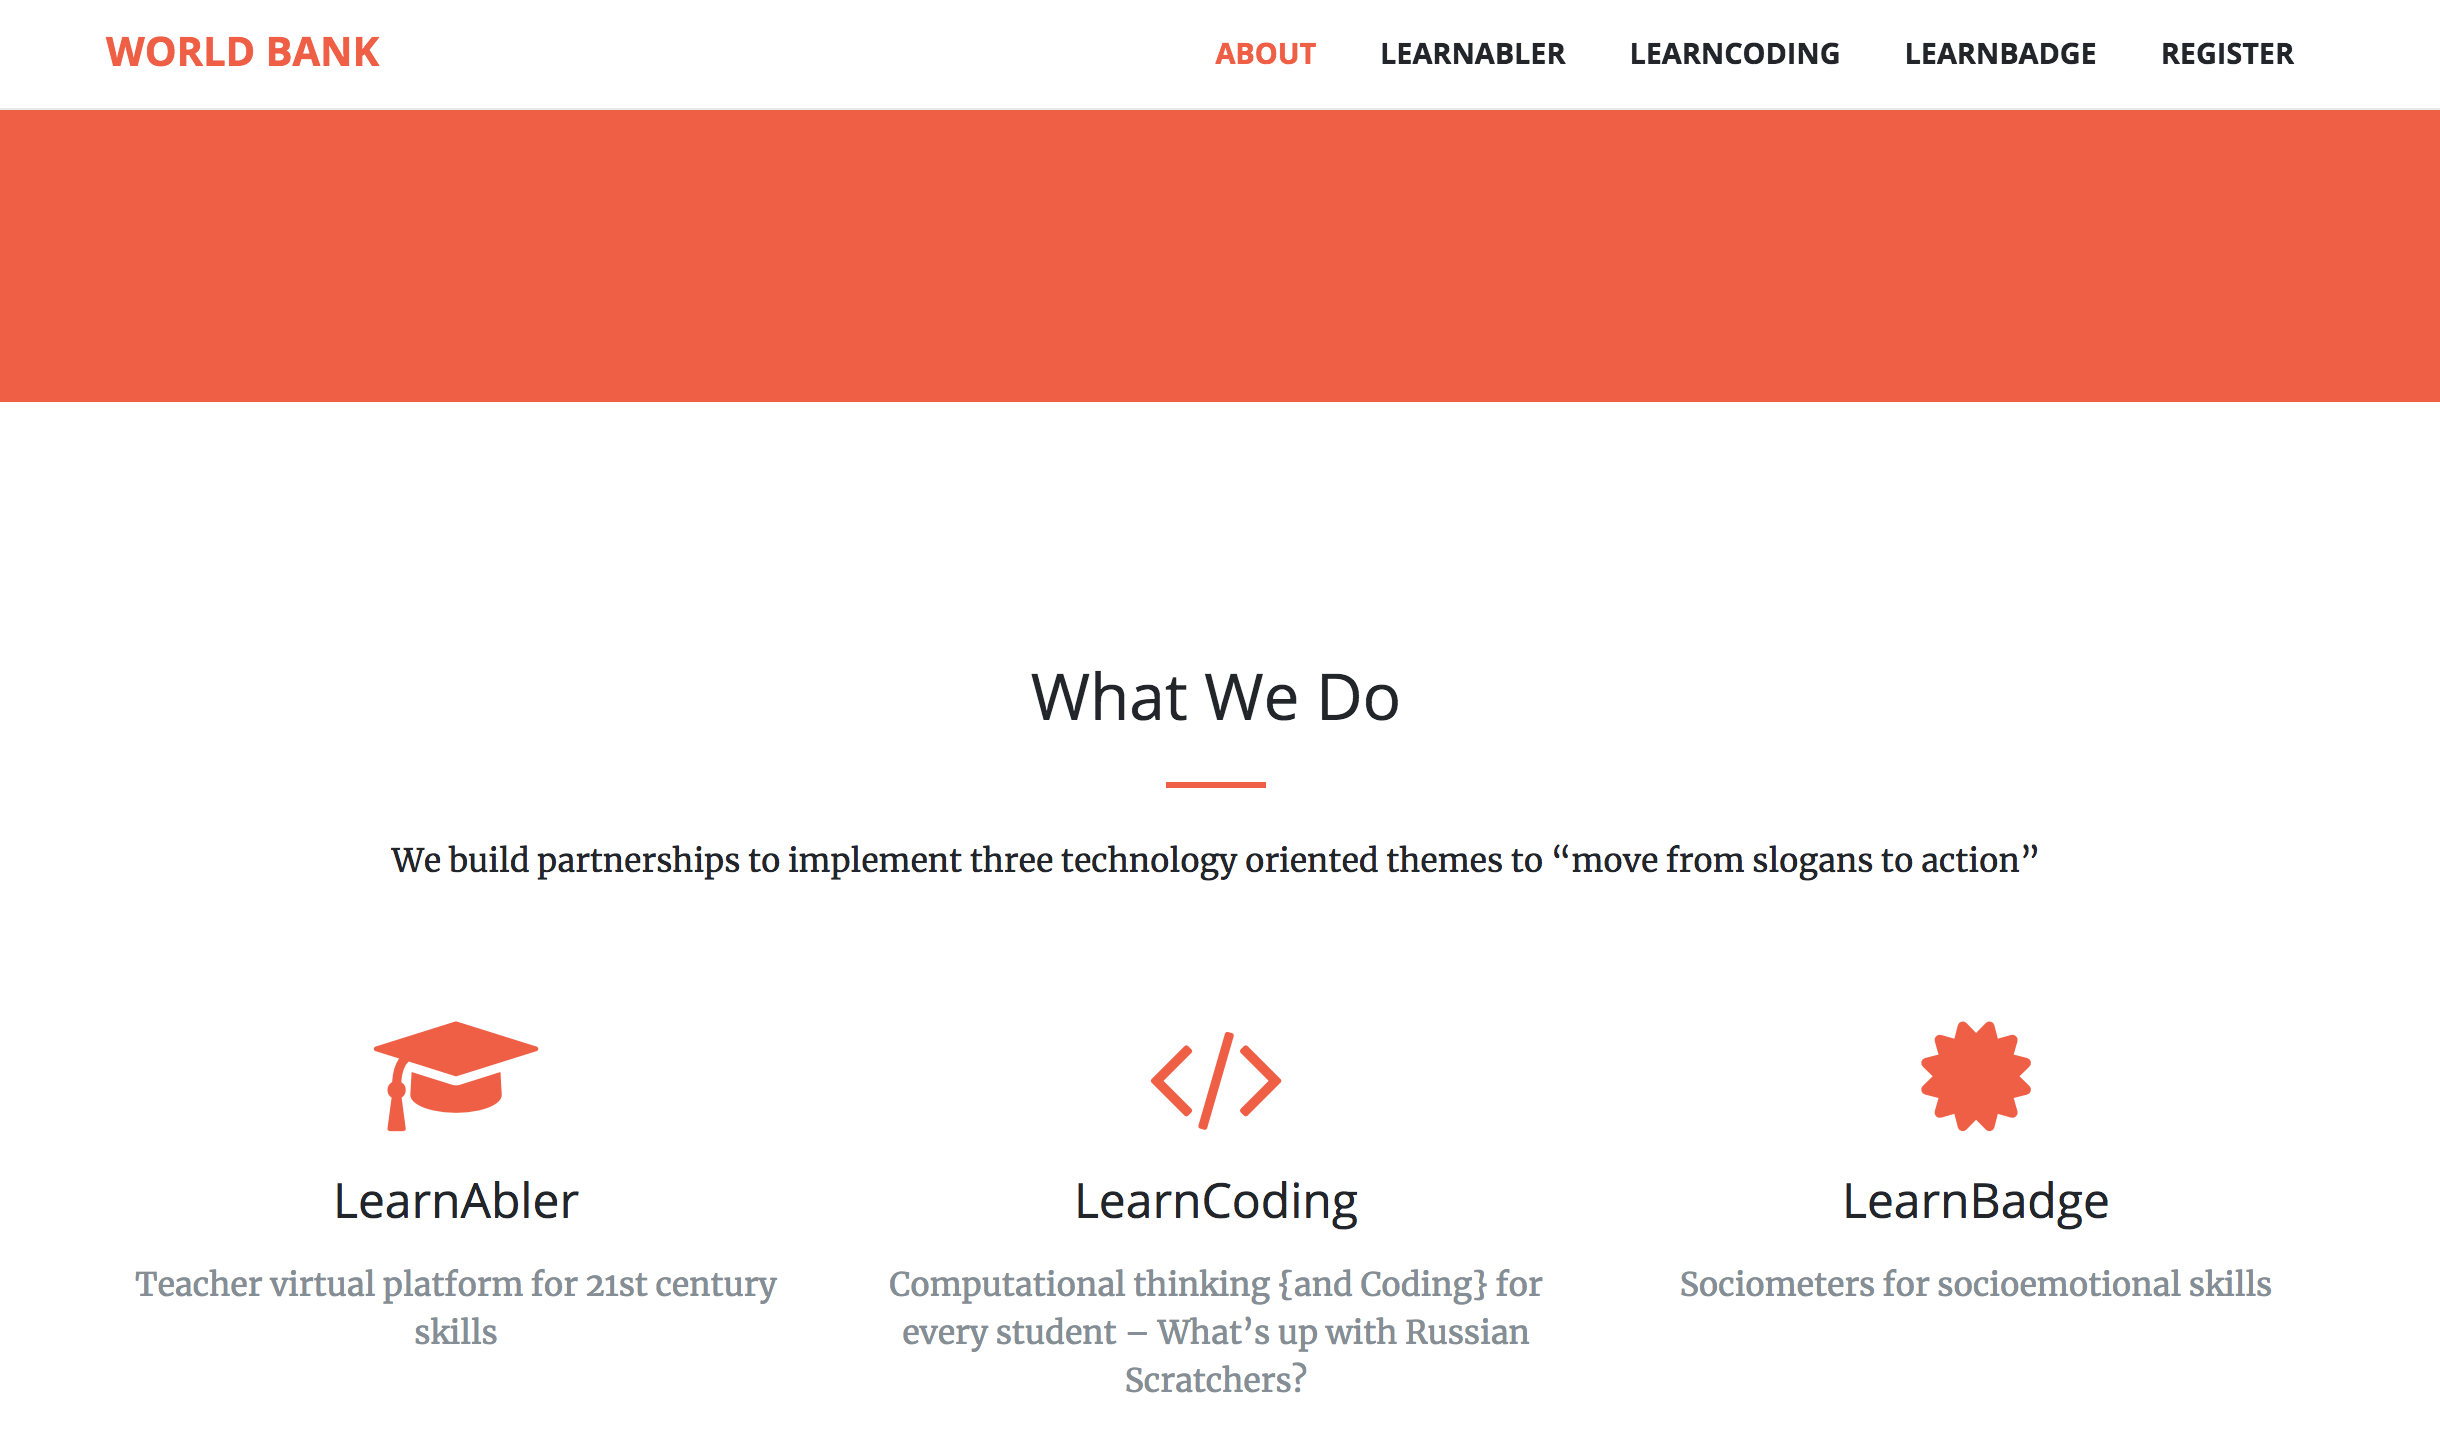 WORLD BANK
ABOUT LEARNABLER LEARNCODING LEARNBADGE REGISTER
What We Do
We build partnerships to implement three technology oriented themes to “move from slogans to action”
LearnAbler
Teacher virtual platform for 21st century
skills
LearnCoding
Computational thinking {and Coding} for
every student – What’s up with Russian
Scratchers?
LearnBadge
Sociometers for socioemotional skills